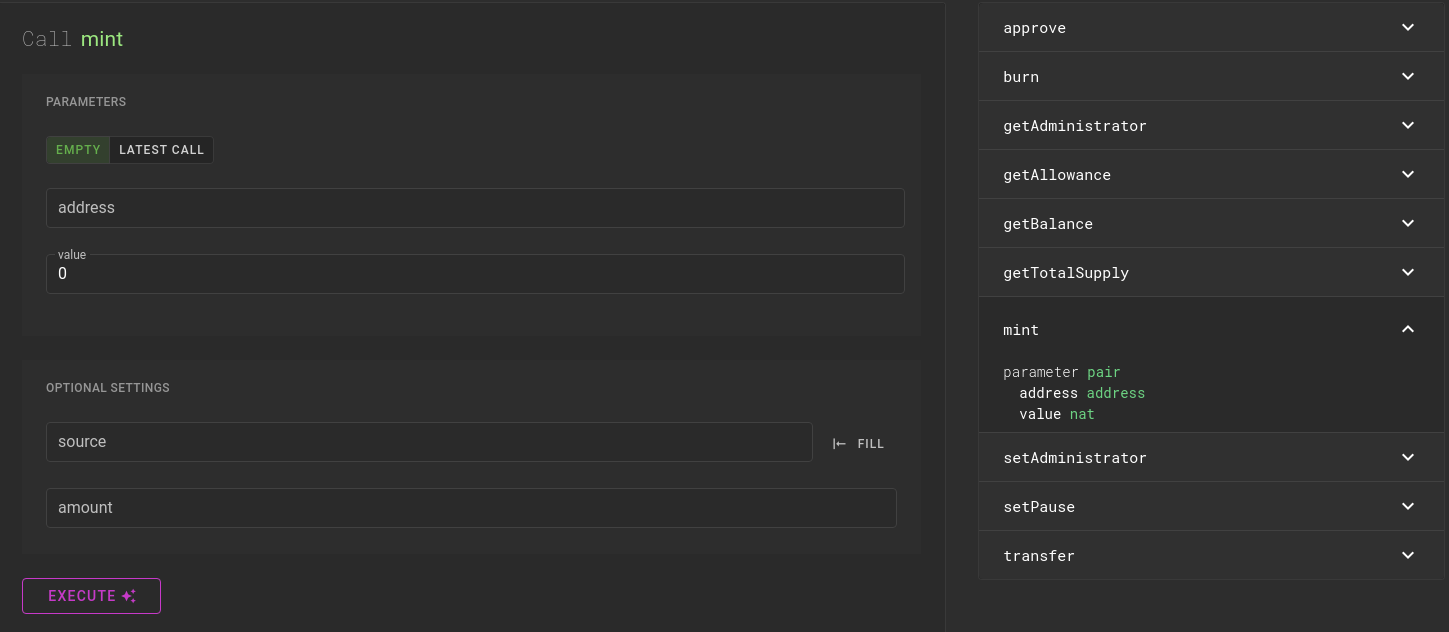 Call mint
PARAMETERS
EMPTY LATEST CALL
address
value
0
OPTIONAL SETTINGS
source
FILL
amount
EXECUTE
approve
burn
getAdministrator
getAllowance
getBalance
getTotalSupply
mint
parameter pair
address address
value nat
setAdministrator
setPause
transfer